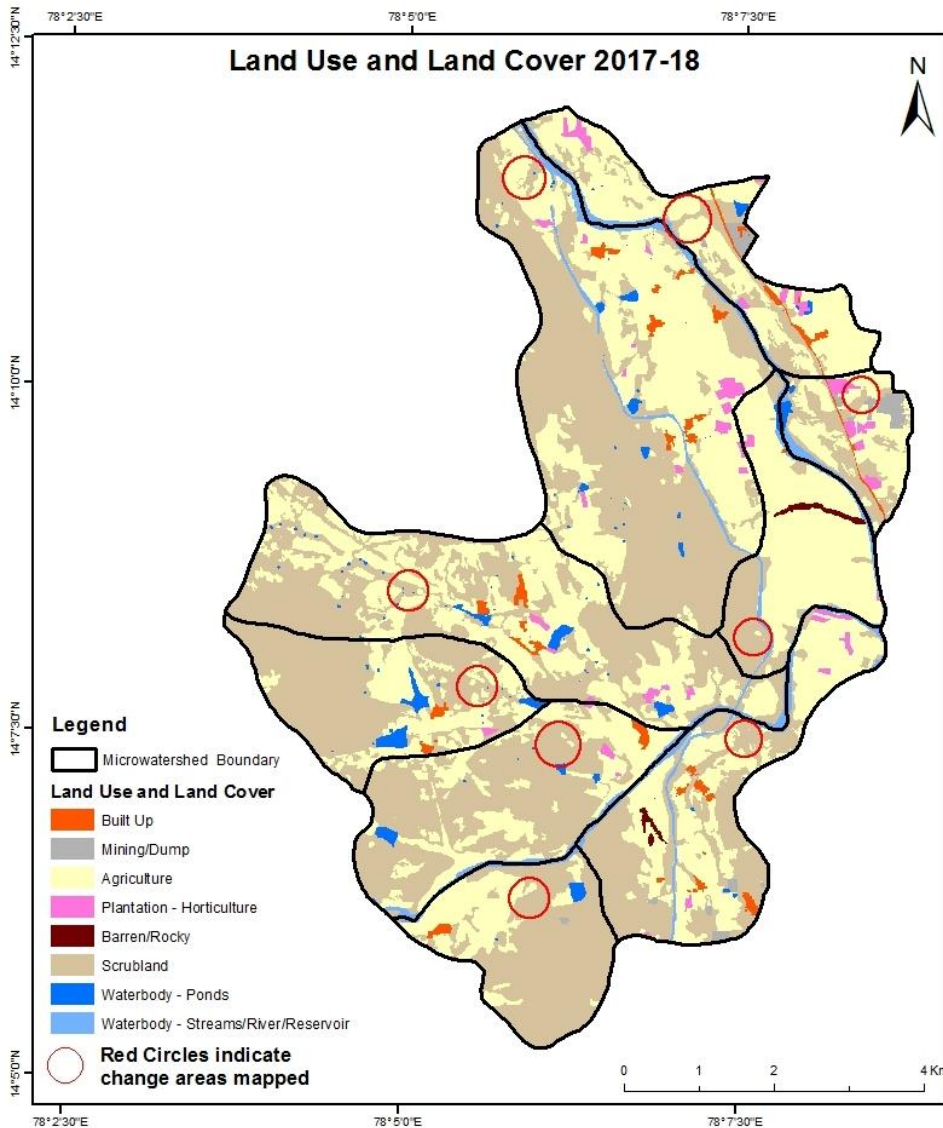 78°2'30"E 78°5'0"E 78°7'30"E
14°12'30"N
Land Use and Land Cover 2017-18
N
14°10'0"N
14°7'30"N
Legend
Microwatershed Boundary
Land Use and Land Cover
Built Up
Mining/Dump
Agriculture
Plantation - Horticulture
Barren/Rocky
Scrubland
Waterbody - Ponds
Waterbody - Streams/River/Reservoir
Red Circles indicate
change areas mapped
14°5'0"N
0 1 2 4 Km
78°2'30"E 78°5'0"E 78°7'30"E